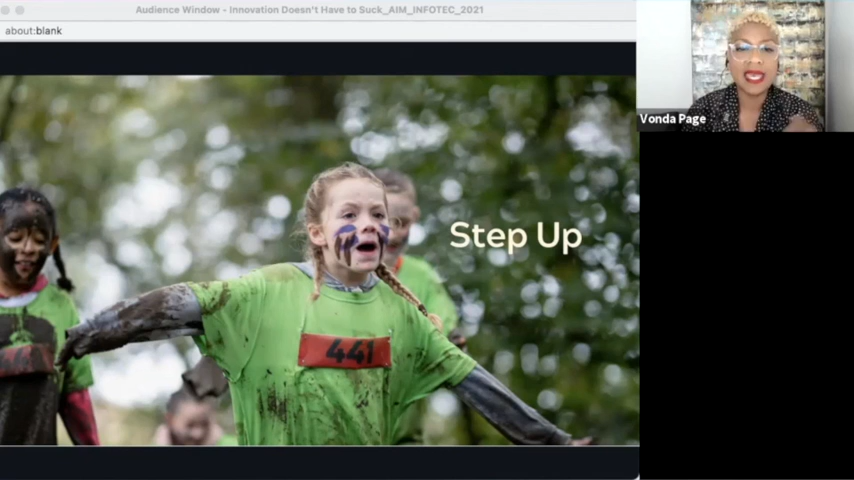 Audience Window - Innovation Doesn't Have to Suck_AIM_INFOTEC_2021
about:blank
Vonda Page
Step Up
441